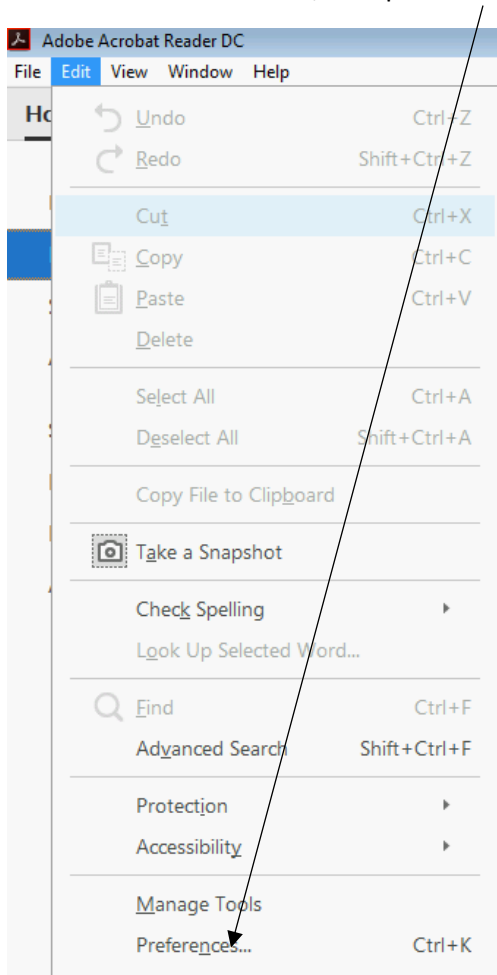 Adobe Acrobat Reader DC
File Edit View Window Help
Undo Ctrl+Z
Redo Shift+Ctrl+Z
Cut Ctrl+X
Copy Ctrl+C
Paste Ctrl+V
Delete
Select All Ctrl+A
Deselect All Shift+Ctrl+A
Copy File to Clipboard
Take a Snapshot
Check Spelling
Look Up Selected Word...
Find Ctrl+F
Advanced Search Shift+Ctrl+F
Protection
Accessibility
Manage Tools
Preferences... Ctrl+K